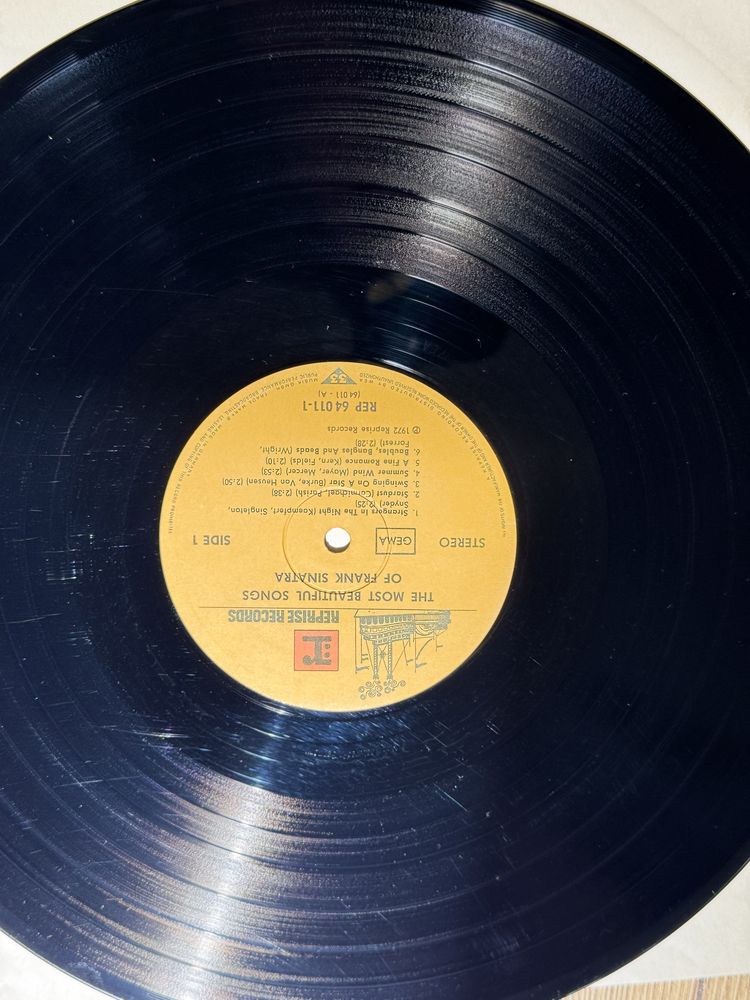 REPRISE RECORDS
THE MOST BEAUTIFUL SONGS
OF FRANK SINATRA
STEREO
GEMA
SIDE 1
1. Strangers In The Night (Kaempfert, Singleton,
Snyder) (2:25)
2. Stardust (Carmichael, Parish) (2:38)
3. Swinging On A Star (Burke, Van Heusen) (2:50)
4. Summer Wind (Mayer, Mercer) (2:53)
5. A Fine Romance (Kern, Fields) (2:10)
6. Baubles, Bangles And Beads (Wright,
Forrest) (2:28)
℗ 1972 Reprise Records
REP 64 011-1
(64 011 - A)
33